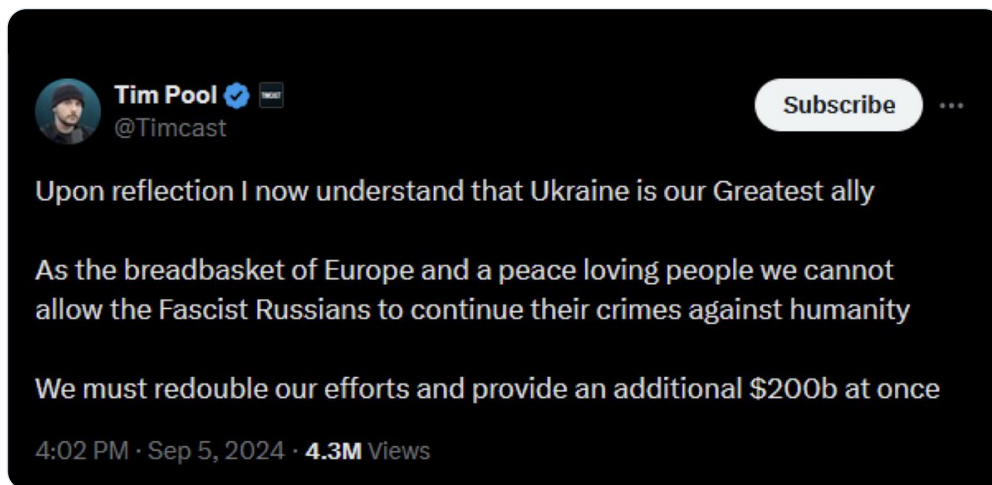 Tim Pool
Subscribe
@Timcast
Upon reflection I now understand that Ukraine is our Greatest ally
As the breadbasket of Europe and a peace loving people we cannot
allow the Fascist Russians to continue their crimes against humanity
We must redouble our efforts and provide an additional $200b at once
4:02 PM · Sep 5, 2024 · 4.3M Views